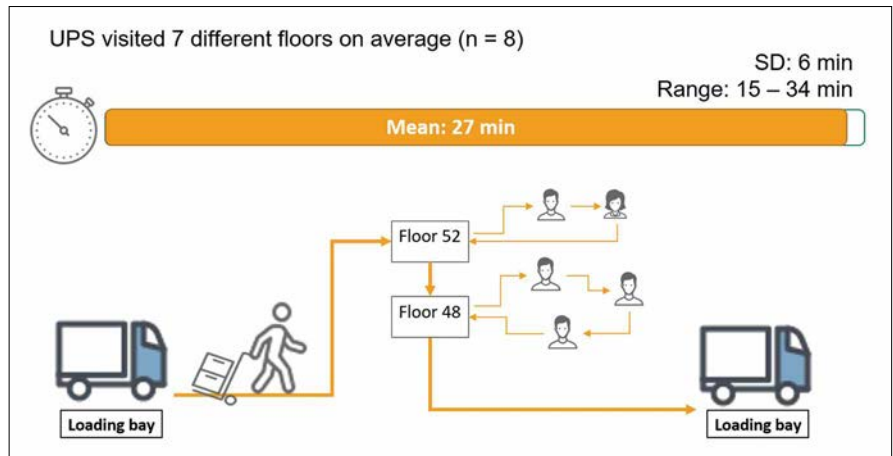 UPS visited 7 different floors on average (n = 8)
SD: 6 min
Range: 15 – 34 min
Mean: 27 min
Floor 52
Floor 48
Loading bay
Loading bay